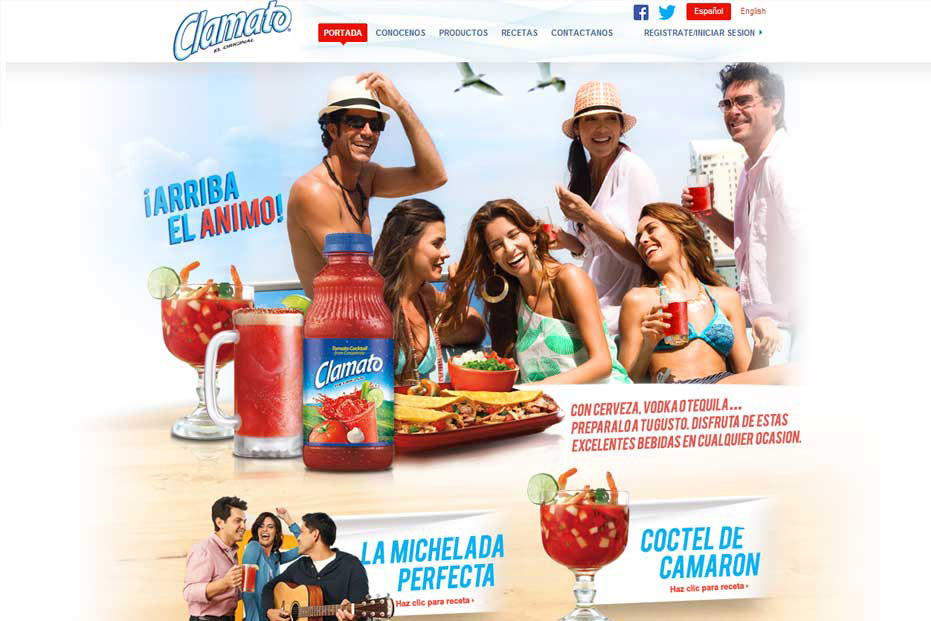 Clamato®
EL ORIGINAL
Español
English
PORTADA
CONOCENOS
PRODUCTOS
RECETAS
CONTACTANOS
REGISTRATE/INICIAR SESION
¡ARRIBA
EL ANIMO!
Tomato Cocktail
from Concentrate
Clamato
CON CERVEZA, VODKA O TEQUILA...
PREPARALO A TU GUSTO. DISFRUTA DE ESTAS
EXCELENTES BEBIDAS EN CUALQUIER OCASION.
LA MICHELADA
PERFECTA
Haz clic para receta
COCTEL DE
CAMARON
Haz clic para receta